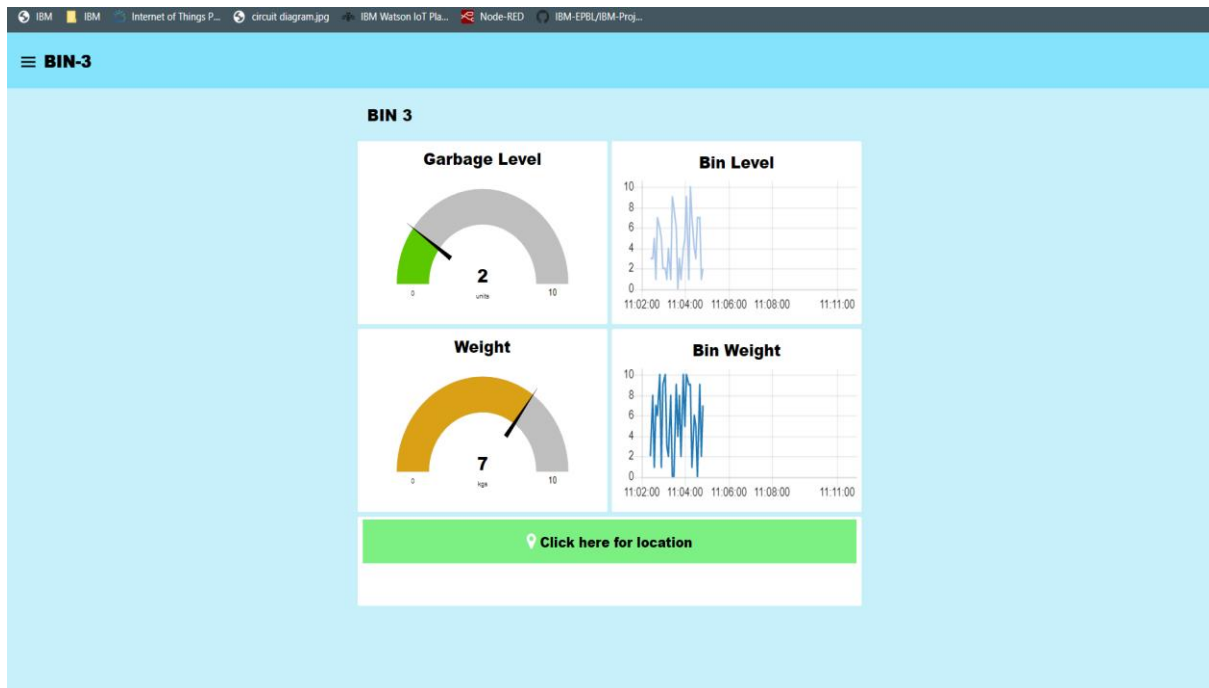 IBM IBM Internet of Things P... circuit diagram.jpg IBM Watson IoT Pla... Node-RED IBM-EPBL/IBM-Proj...
BIN-3
BIN 3
Garbage Level
2
units
0
10
Bin Level
10
8
6
4
2
0
11:02:00 11:04:00 11:06:00 11:08:00 11:11:00
Weight
7
kgs
0
10
Bin Weight
10
8
6
4
2
0
11:02:00 11:04:00 11:06:00 11:08:00 11:11:00
Click here for location